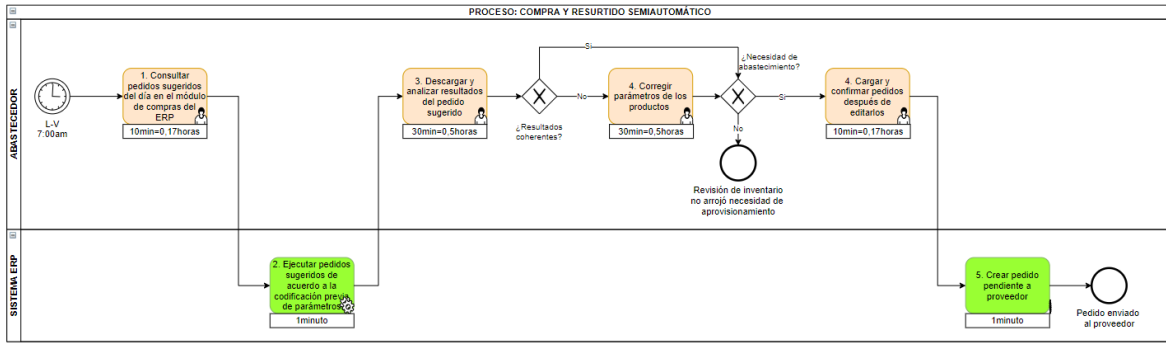 PROCESO: COMPRA Y RESURTIDO SEMIAUTOMÁTICO
ABASTECEDOR
L-V
7:00am
1. Consultar
pedidos sugeridos
del día en el módulo
de compras del
ERP
10min=0,17horas
3. Descargar y
analizar resultados
del pedido
sugerido
30min=0,5horas
¿Resultados
coherentes?
Si
No
4. Corregir
parámetros de los
productos
30min=0,5horas
¿Necesidad de
abastecimiento?
Si
No
Revisión de inventario
no arrojó necesidad de
aprovisionamiento
4. Cargar y
confirmar pedidos
después de
editarlos
10min=0,17horas
SISTEMA ERP
2. Ejecutar pedidos
sugeridos de
acuerdo a la
codificación previa
de parámetros
1minuto
5. Crear pedido
pendiente a
proveedor
1minuto
Pedido enviado
al proveedor